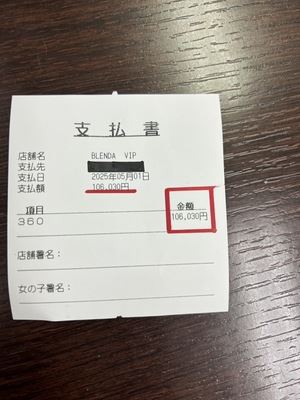 支払書
店舗名 BLENDA VIP
支払先
支払日 2025年05月01日
支払額 106,030円
項目 金額
360 106,030円
店舗署名：
女の子署名：